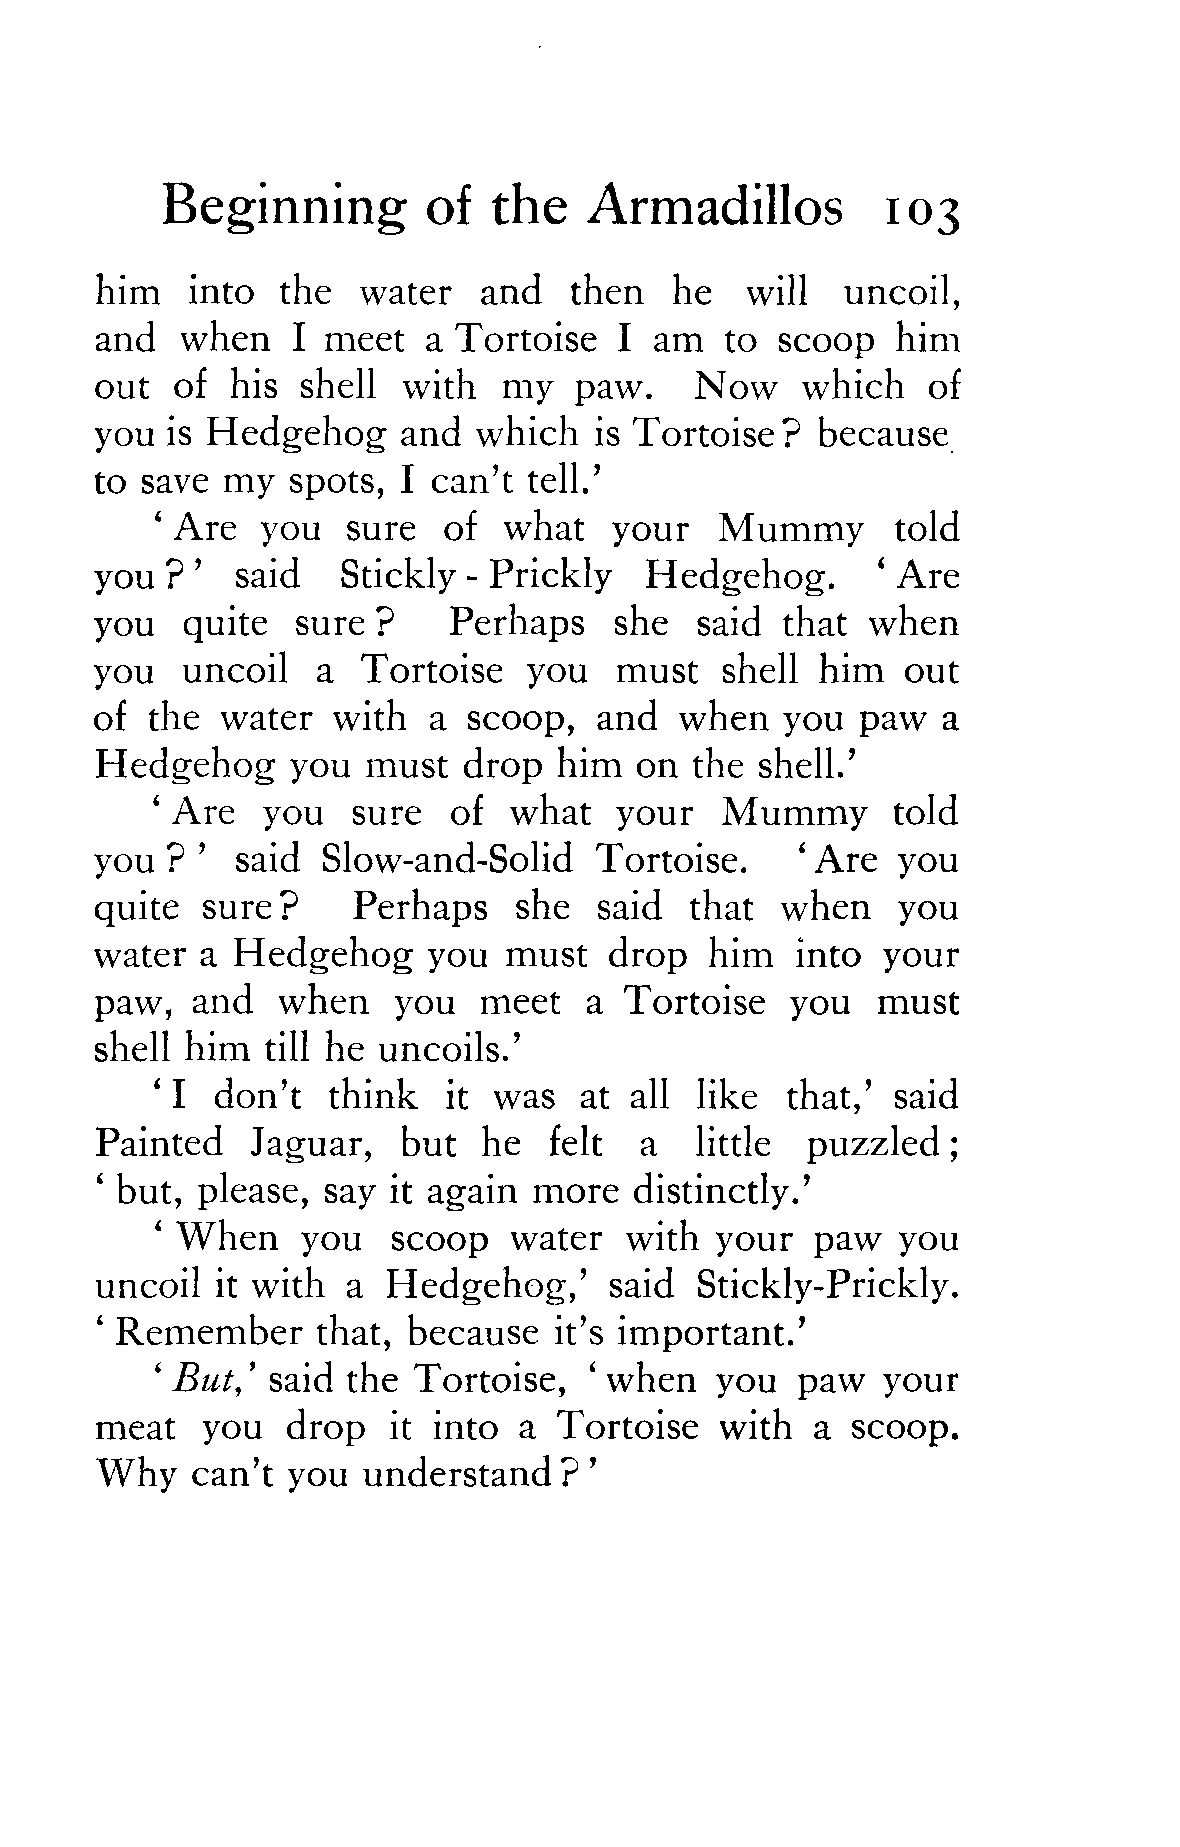 Beginning of the Armadillos 103
him into the water and then he will uncoil,
and when I meet a Tortoise I am to scoop him
out of his shell with my paw. Now which of
you is Hedgehog and which is Tortoise? because
to save my spots, I can't tell.'
'Are you sure of what your Mummy told
you?' said Stickly-Prickly Hedgehog. 'Are
you quite sure? Perhaps she said that when
you uncoil a Tortoise you must shell him out
of the water with a scoop, and when you paw a
Hedgehog you must drop him on the shell.'
'Are you sure of what your Mummy told
you?' said Slow-and-Solid Tortoise. 'Are you
quite sure? Perhaps she said that when you
water a Hedgehog you must drop him into your
paw, and when you meet a Tortoise you must
shell him till he uncoils.'
'I don't think it was at all like that,' said
Painted Jaguar, but he felt a little puzzled;
'but, please, say it again more distinctly.'
'When you scoop water with your paw you
uncoil it with a Hedgehog,' said Stickly-Prickly.
'Remember that, because it's important.'
'But,' said the Tortoise, 'when you paw your
meat you drop it into a Tortoise with a scoop.
Why can't you understand?'